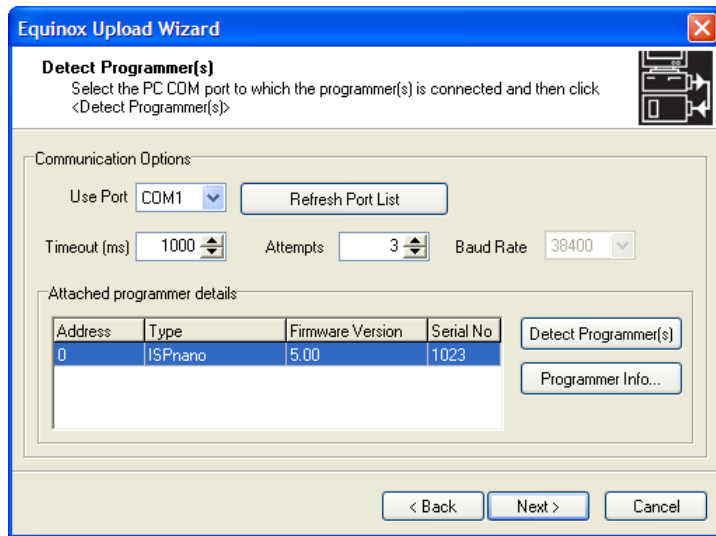 Equinox Upload Wizard
Detect Programmer(s)
Select the PC COM port to which the programmer(s) is connected and then click
<Detect Programmer(s)>
Communication Options
Use Port COM1 Refresh Port List
Timeout (ms) 1000 Attempts 3 Baud Rate 38400
Attached programmer details
Address Type Firmware Version Serial No Detect Programmer(s)
0 ISPnano 5.00 1023
Programmer Info...
< Back Next > Cancel